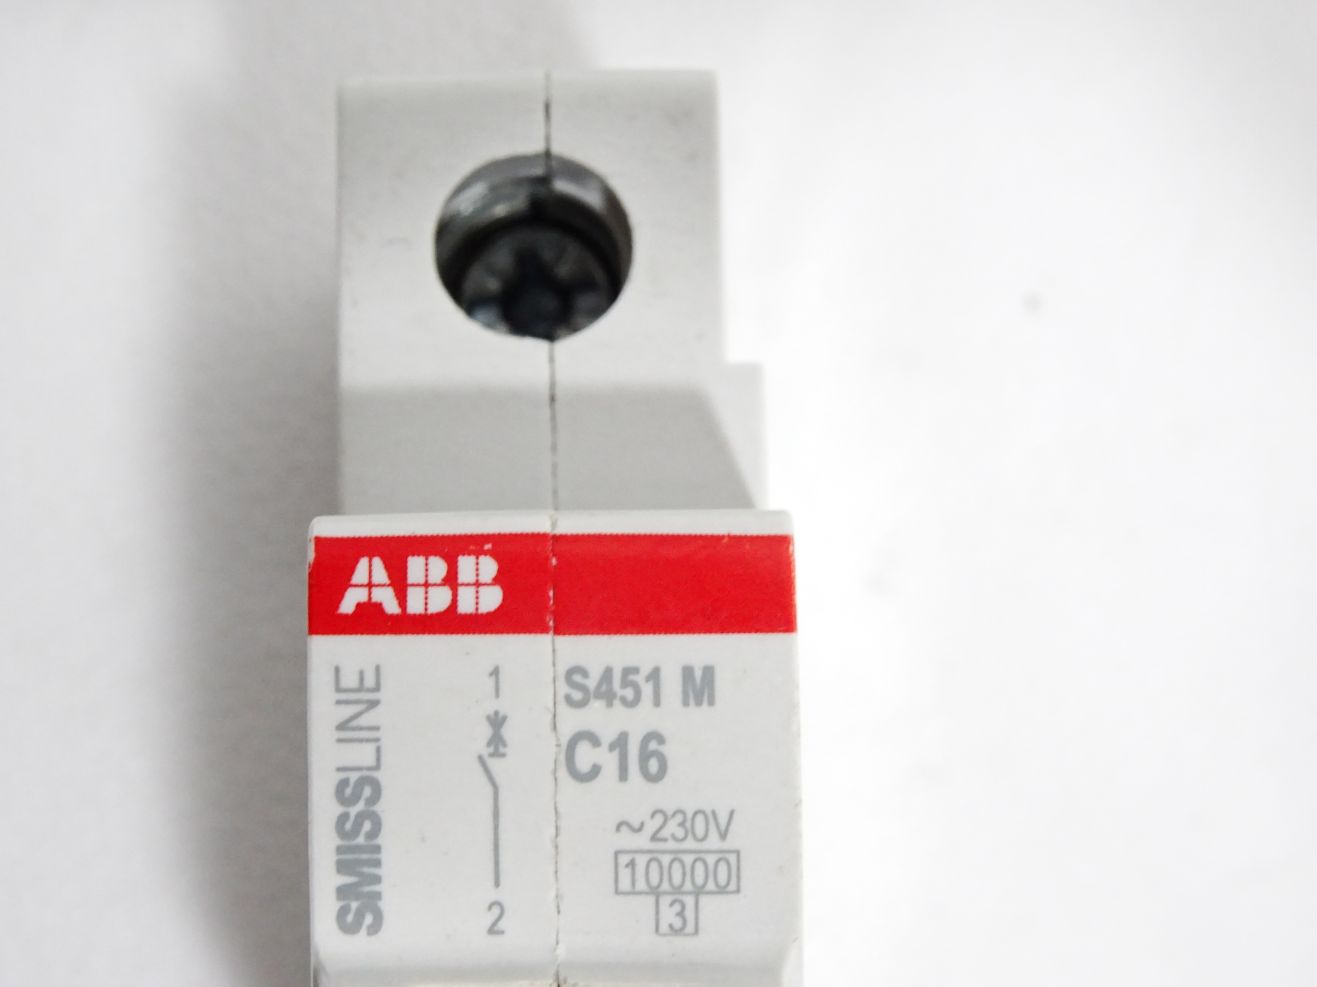 ABB
SMISSLINE
1
2
S451 M
C16
~230V
10000
3